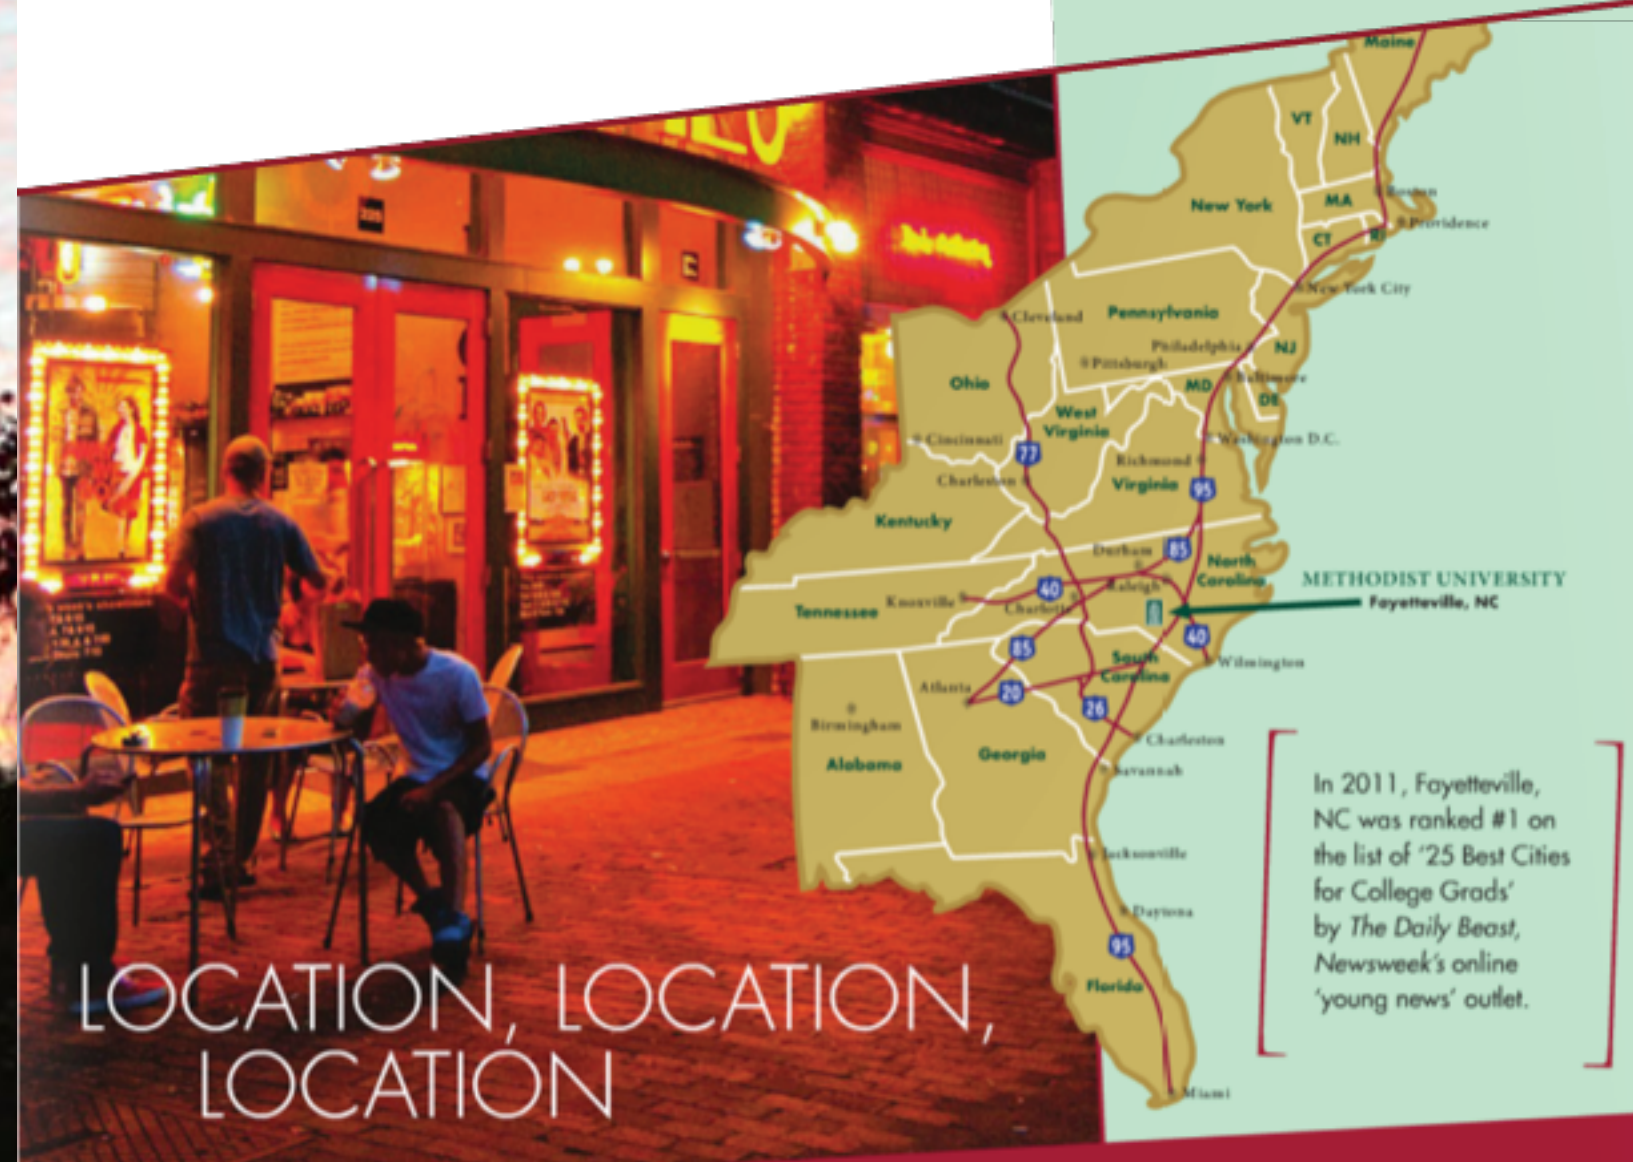 LOCATION, LOCATION,
LOCATION
Maine
VT
NH
Boston
MA
New York
Providence
CT
RI
New York City
Cleveland
Pennsylvania
Philadelphia
NJ
Pittsburgh
Baltimore
Ohio
MD
DE
West
Virginia
Cincinnati
Washington D.C.
77
Richmond
Charleston
Virginia
95
Kentucky
Durham
85
North
Carolina
METHODIST UNIVERSITY
Fayetteville, NC
40
Raleigh
Knoxville
Charlotte
Tennessee
85
40
South
Carolina
Wilmington
Atlanta
20
26
Birmingham
Charleston
Georgia
Alabama
Savannah
Jacksonville
Daytona
95
Florida
Miami
In 2011, Fayetteville,
NC was ranked #1 on
the list of ‘25 Best Cities
for College Grads’
by The Daily Beast,
Newsweek’s online
‘young news’ outlet.